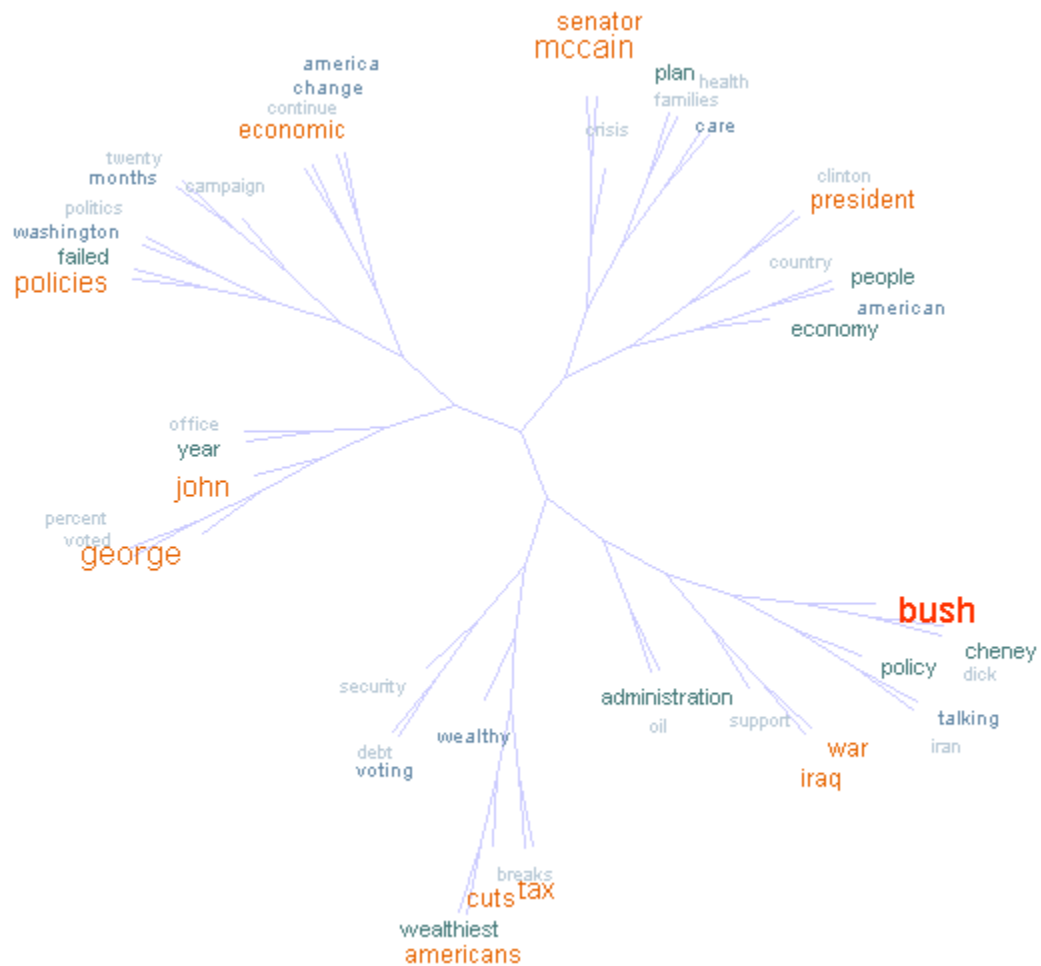 senator
mccain
america
change
continue
economic
plan
health
families
crisis
care
twenty
months
campaign
clinton
president
politics
washington
failed
policies
country
people
american
economy
office
year
john
percent
voted
george
bush
cheney
dick
policy
security
administration
oil
support
talking
iran
wealthy
debt
voting
war
iraq
breaks
cuts
tax
wealthiest
americans